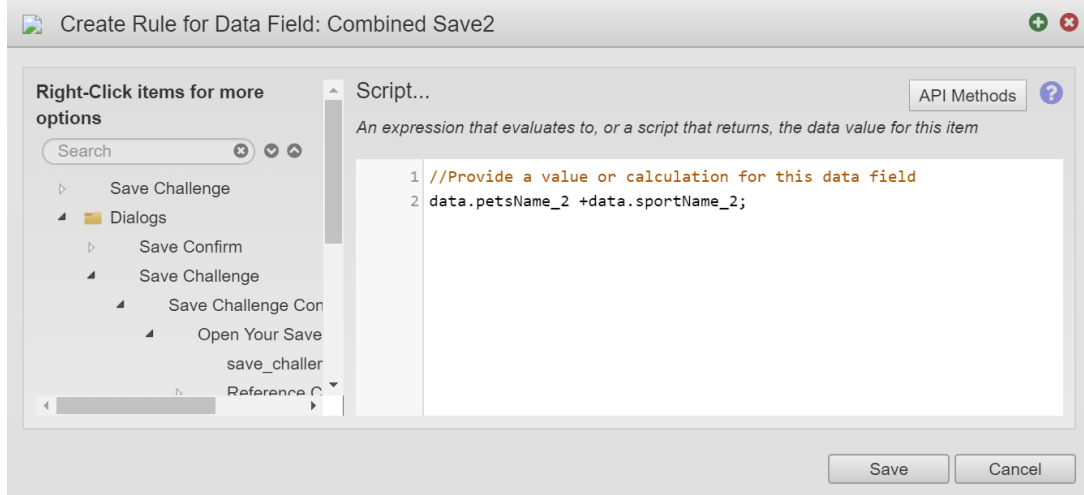 Create Rule for Data Field: Combined Save2
Right-Click items for more
options
Search
Save Challenge
Dialogs
Save Confirm
Save Challenge
Save Challenge Con
Open Your Save
save_challer
Reference C
Script...
API Methods
An expression that evaluates to, or a script that returns, the data value for this item
1 //Provide a value or calculation for this data field
2 data.petsName_2 +data.sportName_2;
Save
Cancel